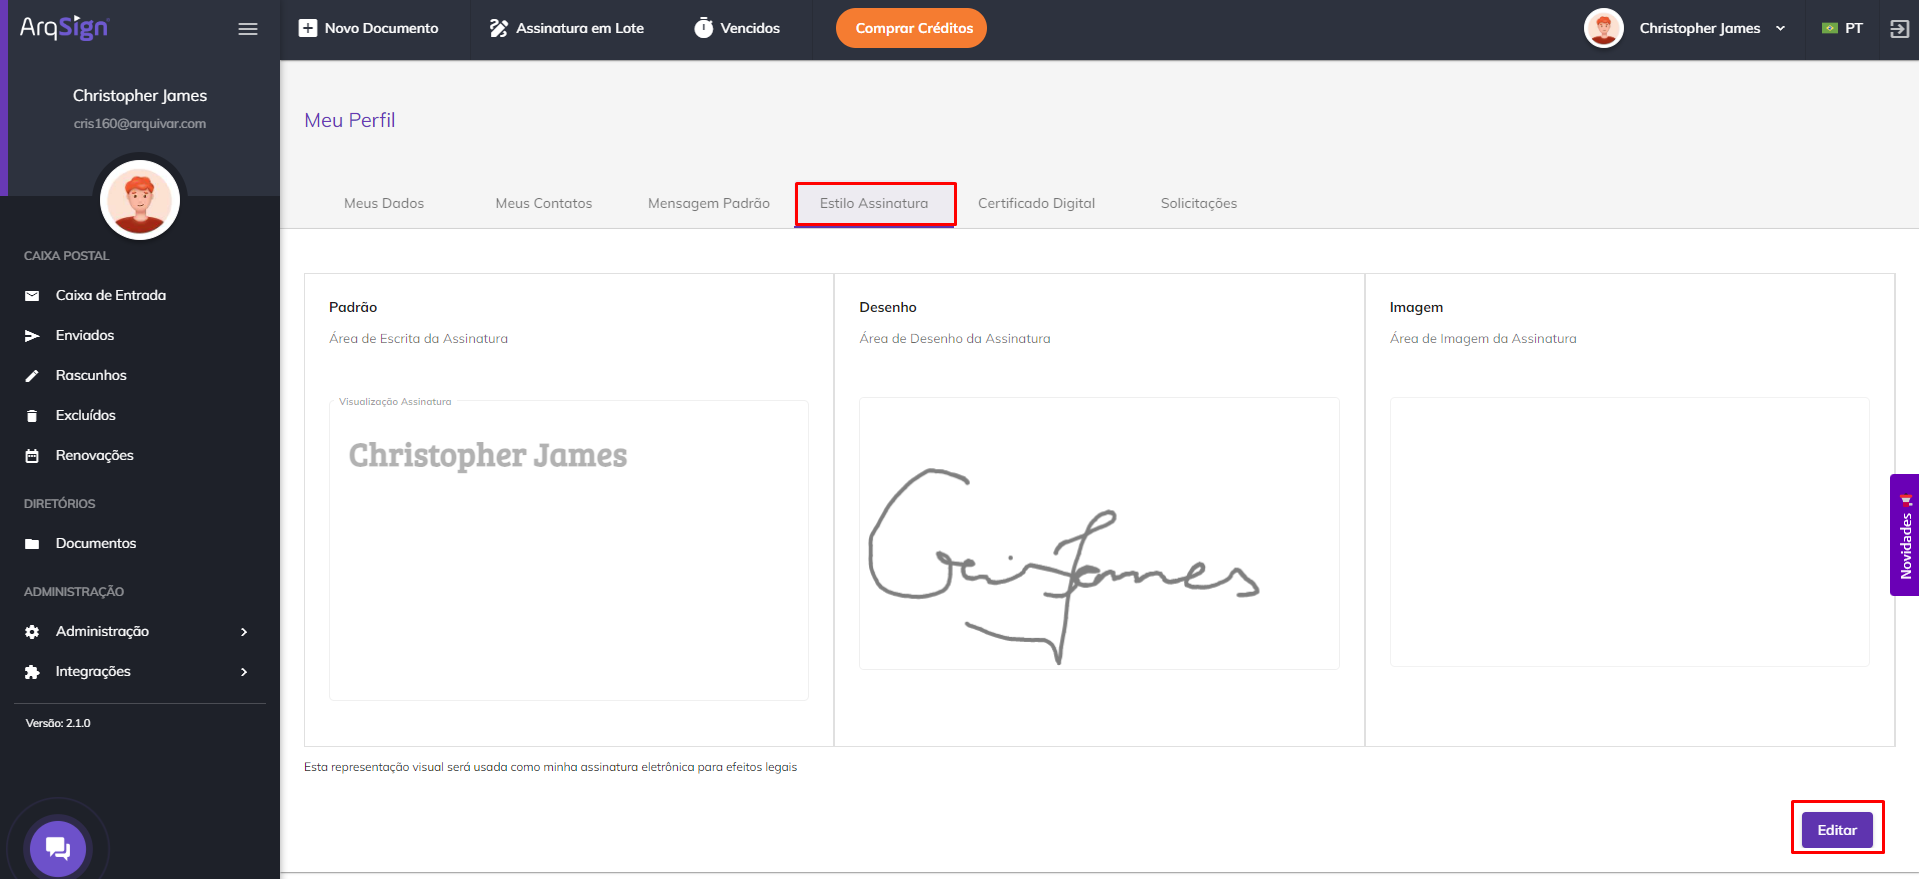 ArqSign
Novo Documento
Assinatura em Lote
Vencidos
Comprar Créditos
Christopher James
PT
Christopher James
cris160@arquivar.com
CAIXA POSTAL
Caixa de Entrada
Enviados
Rascunhos
Excluídos
Renovações
DIRETÓRIOS
Documentos
ADMINISTRAÇÃO
Administração
Integrações
Versão: 2.1.0
Meu Perfil
Meus Dados
Meus Contatos
Mensagem Padrão
Estilo Assinatura
Certificado Digital
Solicitações
Padrão
Área de Escrita da Assinatura
Visualização Assinatura
Christopher James
Desenho
Área de Desenho da Assinatura
Cris James
Imagem
Área de Imagem da Assinatura
Novidades
Esta representação visual será usada como minha assinatura eletrônica para efeitos legais
Editar